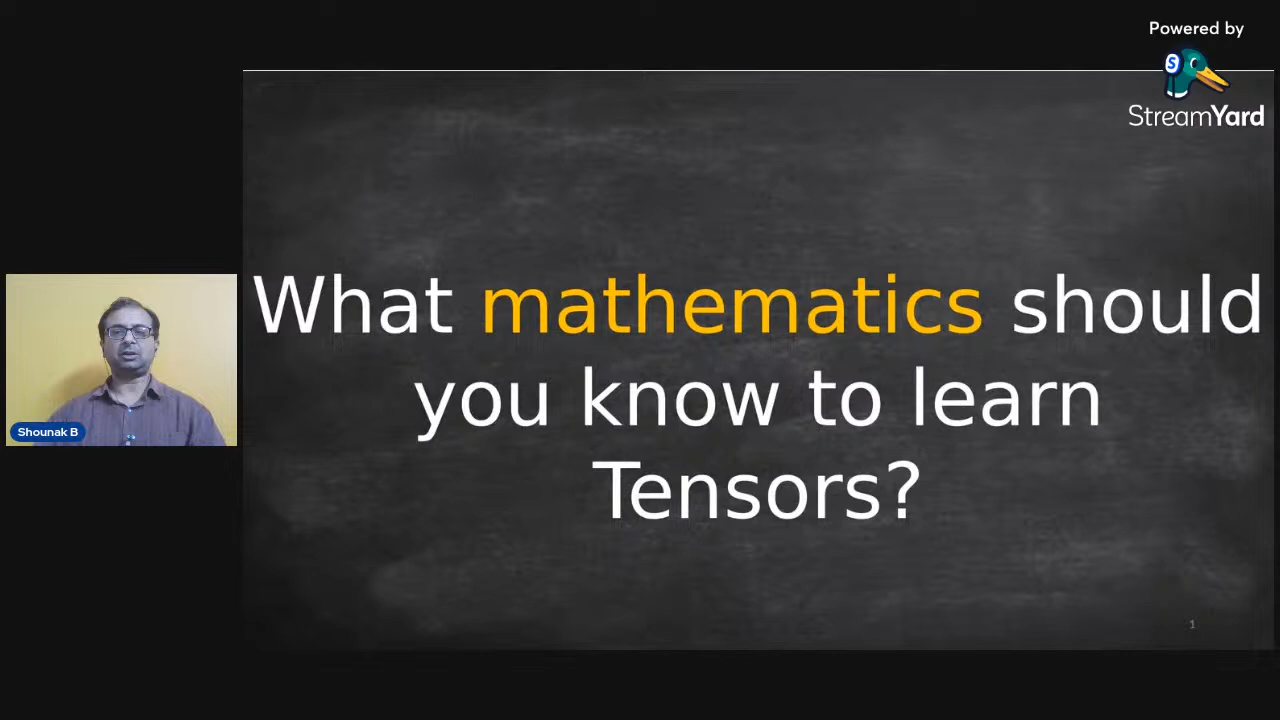 Powered by
StreamYard
What mathematics should
you know to learn
Tensors?
Shounak B
1